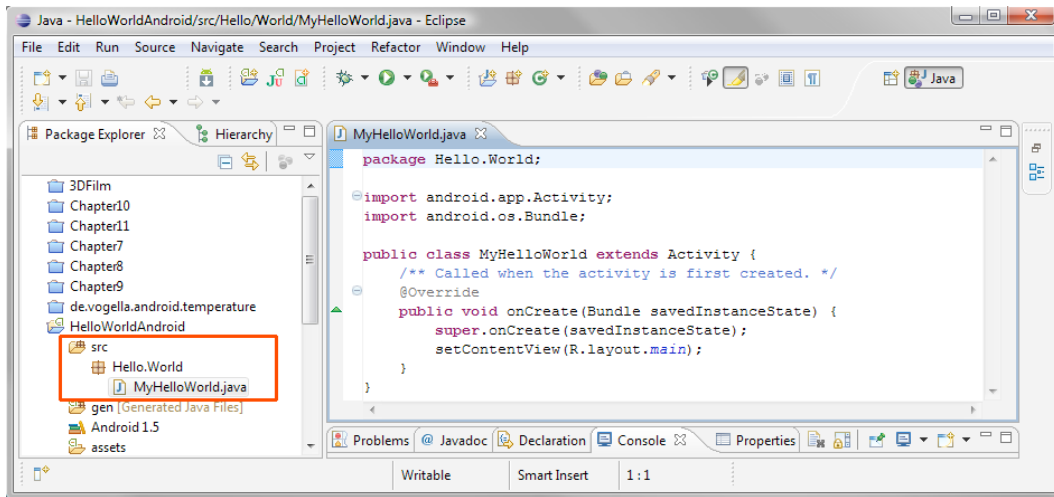 Java - HelloWorldAndroid/src/Hello/World/MyHelloWorld.java - Eclipse
File Edit Run Source Navigate Search Project Refactor Window Help
Java
Package Explorer Hierarchy
3DFilm
Chapter10
Chapter11
Chapter7
Chapter8
Chapter9
de.vogella.android.temperature
HelloWorldAndroid
src
Hello.World
MyHelloWorld.java
gen [Generated Java Files]
Android 1.5
assets
MyHelloWorld.java
package Hello.World;
import android.app.Activity;
import android.os.Bundle;
public class MyHelloWorld extends Activity {
/** Called when the activity is first created. */
@Override
public void onCreate(Bundle savedInstanceState) {
super.onCreate(savedInstanceState);
setContentView(R.layout.main);
}
}
Problems @ Javadoc Declaration Console Properties
Writable Smart Insert 1:1